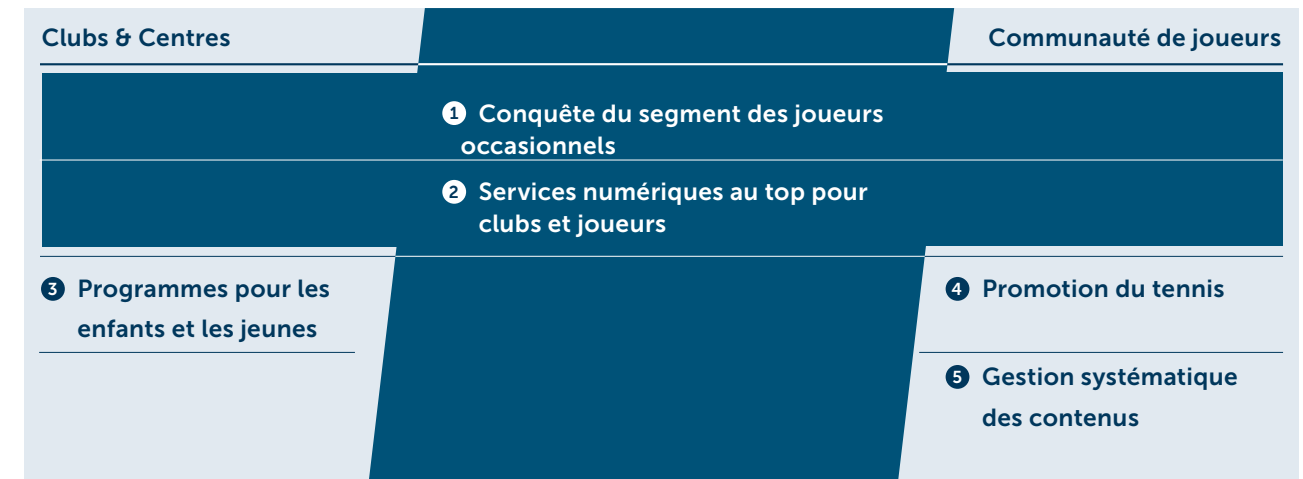 Clubs & Centres
Communauté de joueurs
1 Conquête du segment des joueurs
occasionnels
2 Services numériques au top pour
clubs et joueurs
3 Programmes pour les
enfants et les jeunes
4 Promotion du tennis
5 Gestion systématique
des contenus